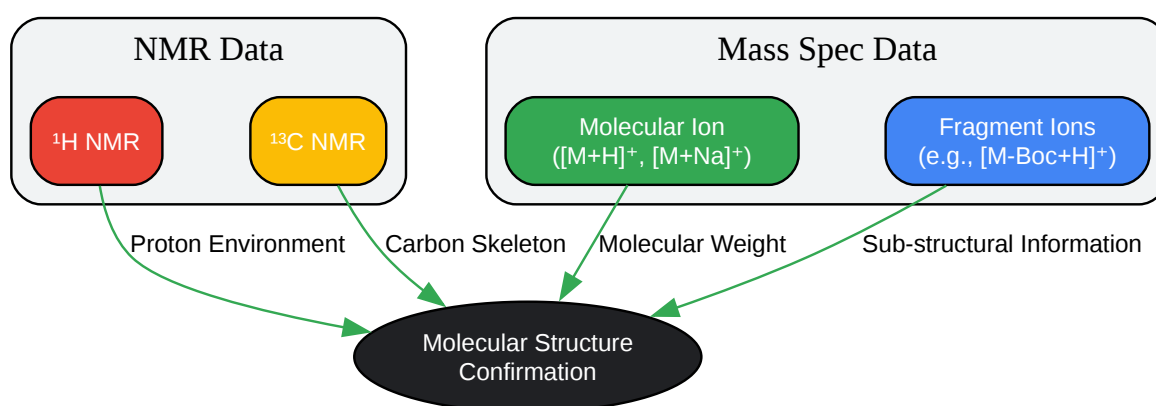 NMR Data
Mass Spec Data
¹H NMR
¹³C NMR
Molecular Ion
([M+H]⁺, [M+Na]⁺)
Fragment Ions
(e.g., [M-Boc+H]⁺)
Proton Environment
Carbon Skeleton
Molecular Weight
Sub-structural Information
Molecular Structure
Confirmation